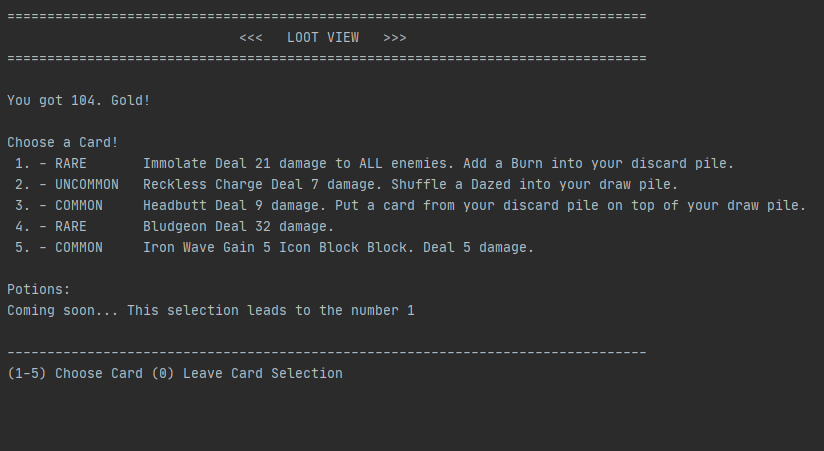 ================================================================================
<<<   LOOT VIEW   >>>
================================================================================
You got 104. Gold!
Choose a Card!
1. - RARE       Immolate Deal 21 damage to ALL enemies. Add a Burn into your discard pile.
2. - UNCOMMON   Reckless Charge Deal 7 damage. Shuffle a Dazed into your draw pile.
3. - COMMON     Headbutt Deal 9 damage. Put a card from your discard pile on top of your draw pile.
4. - RARE       Bludgeon Deal 32 damage.
5. - COMMON     Iron Wave Gain 5 Icon Block Block. Deal 5 damage.
Potions:
Coming soon... This selection leads to the number 1
--------------------------------------------------------------------------------
(1-5) Choose Card (0) Leave Card Selection